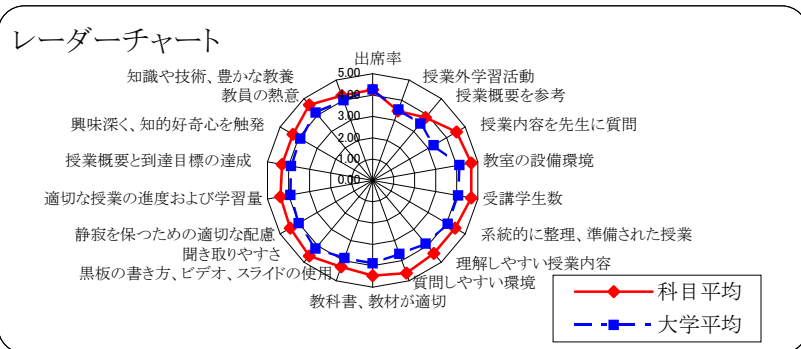 レーダーチャート
出席率
授業外学習活動
授業概要を参考
授業内容を先生に質問
教室の設備環境
受講学生数
系統的に整理、準備された授業
理解しやすい授業内容
質問しやすい環境
教科書、教材が適切
黒板の書き方、ビデオ、スライドの使用
聞き取りやすさ
静寂を保つための適切な配慮
適切な授業の進度および学習量
授業概要と到達目標の達成
興味深く、知的好奇心を触発
教員の熱意
知識や技術、豊かな教養
5.00
4.00
3.00
2.00
1.00
0.00
科目平均
大学平均